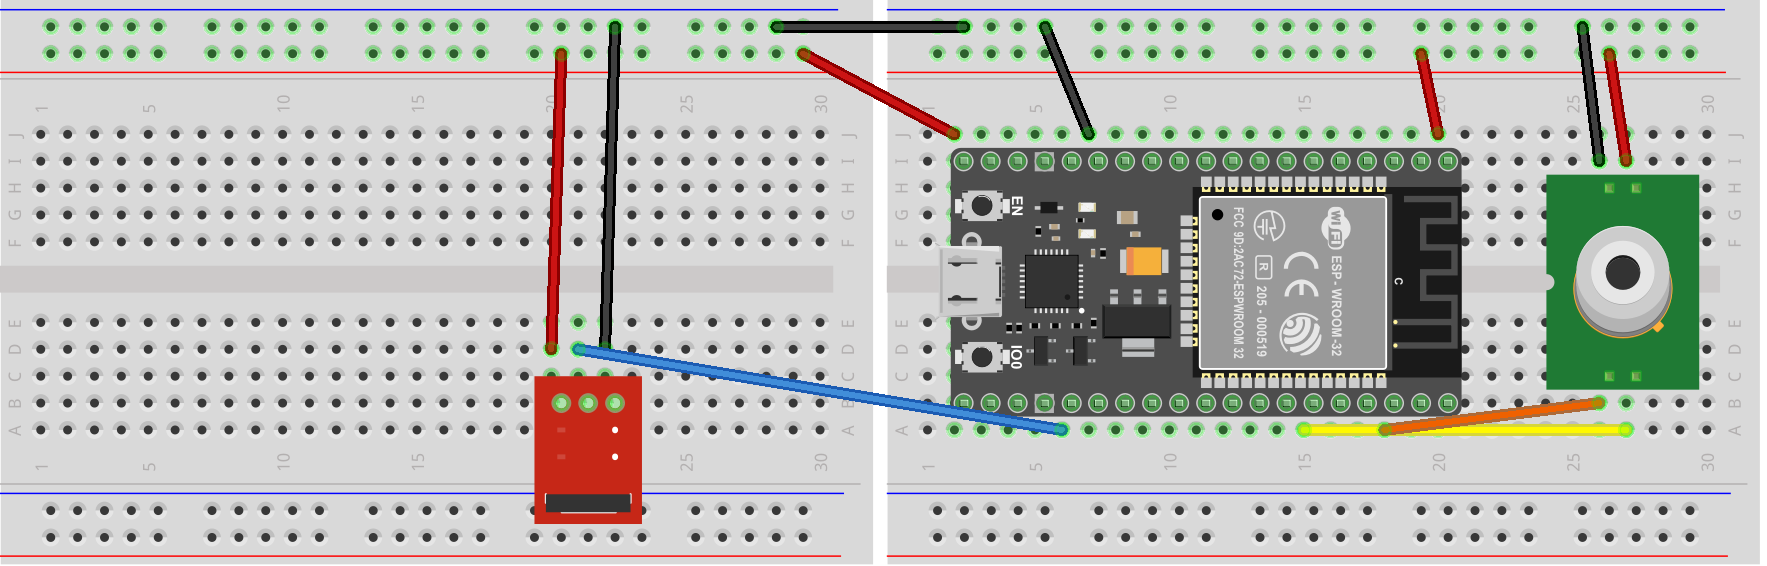 1 5 10 15 20 25 30
1 5 10 15 20 25 30
J J J
I I I
H H H
G G G
F F F
E E E
D D D
C C C
B B B
A A A
1 5 10 15 20 25 30
1 5 10 15 20 25 30
EN
IO0
FCC 9D:2AC72-ESPWROOM 32
R 205 - 000519
CE
WiFi ESP - WROOM -32
C